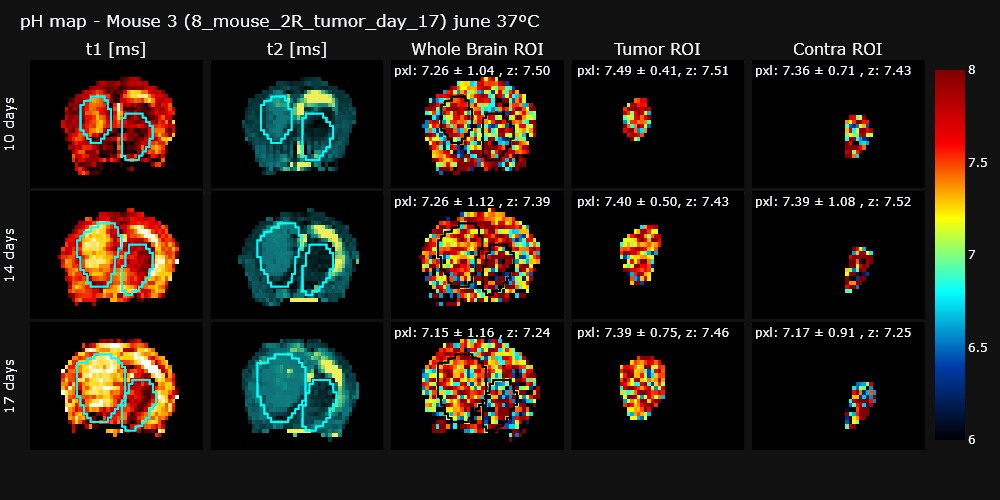 pH map - Mouse 3 (8_mouse_2R_tumor_day_17) june 37ºC
t1 [ms] t2 [ms] Whole Brain ROI Tumor ROI Contra ROI
10 days
pxl: 7.26 ± 1.04 , z: 7.50 pxl: 7.49 ± 0.41, z: 7.51 pxl: 7.36 ± 0.71 , z: 7.43
14 days
pxl: 7.26 ± 1.12 , z: 7.39 pxl: 7.40 ± 0.50, z: 7.43 pxl: 7.39 ± 1.08 , z: 7.52
17 days
pxl: 7.15 ± 1.16 , z: 7.24 pxl: 7.39 ± 0.75, z: 7.46 pxl: 7.17 ± 0.91 , z: 7.25
8
7.5
7
6.5
6